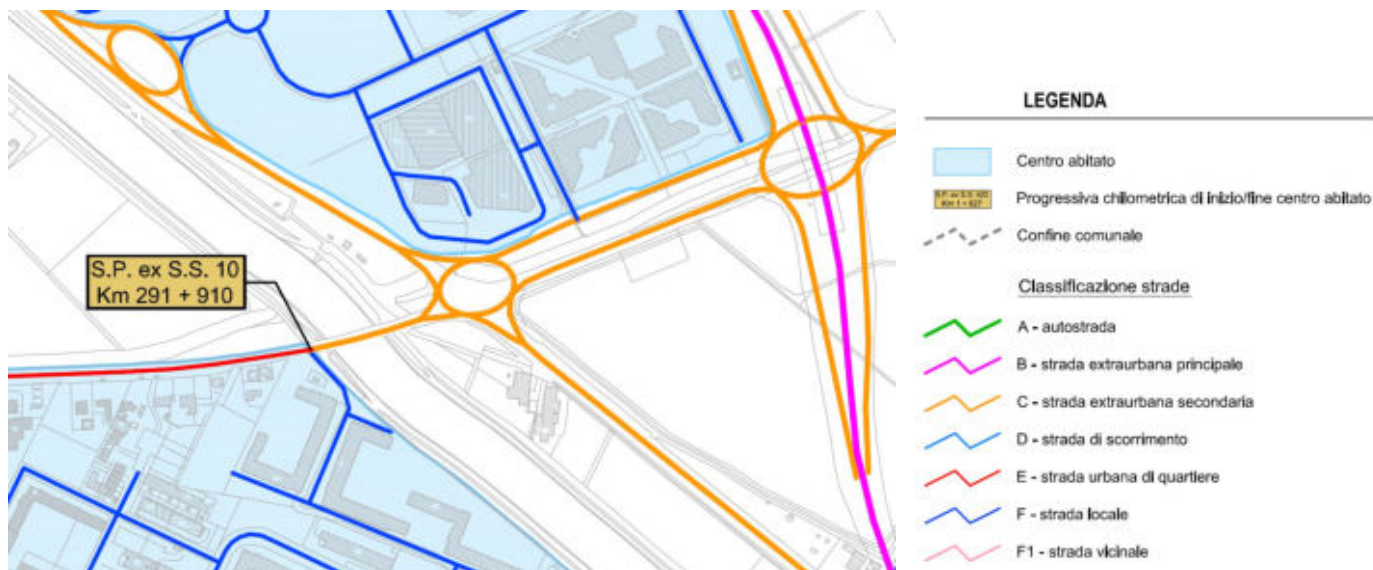 S.P. ex S.S. 10
Km 291 + 910
LEGENDA
Centro abitato
Progressiva chilometrica di inizio/fine centro abitato
Confine comunale
Classificazione strade
A - autostrada
B - strada extraurbana principale
C - strada extraurbana secondaria
D - strada di scorrimento
E - strada urbana di quartiere
F - strada locale
F1 - strada vicinale